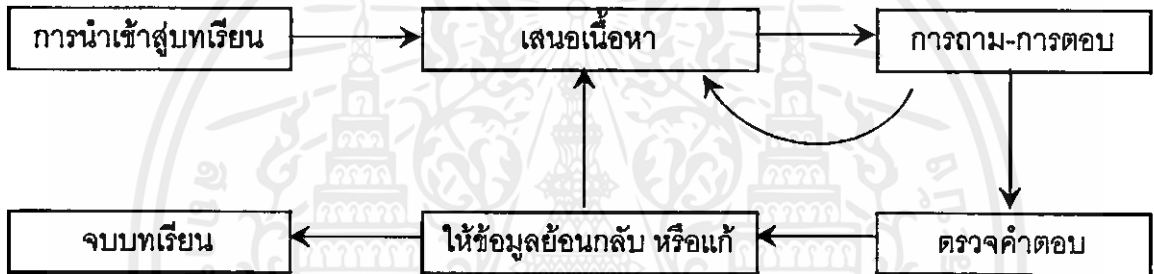 การนำเข้าสู่บทเรียน
เสนอเนื้อหา
การถาม-การตอบ
จบบทเรียน
ให้ข้อมูลย้อนกลับ หรือแก้
ตรวจคำตอบ